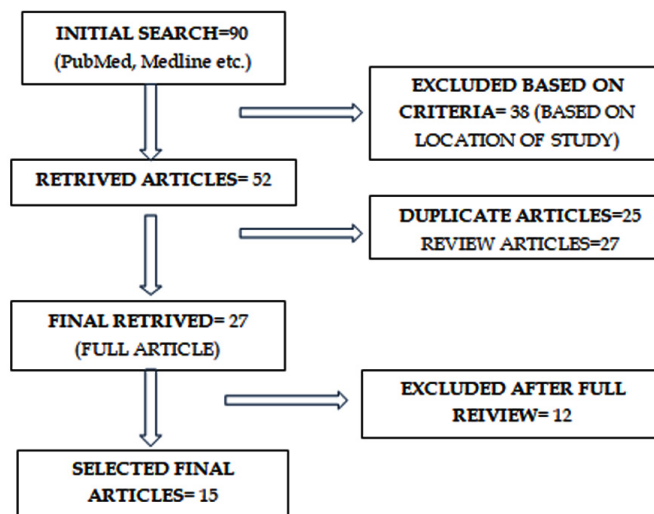 INITIAL SEARCH=90
(PubMed, Medline etc.)
EXCLUDED BASED ON
CRITERIA= 38 (BASED ON
LOCATION OF STUDY)
RETRIVED ARTICLES= 52
DUPLICATE ARTICLES=25
REVIEW ARTICLES=27
FINAL RETRIVED= 27
(FULL ARTICLE)
EXCLUDED AFTER FULL
REIVIEW= 12
SELECTED FINAL
ARTICLES= 15